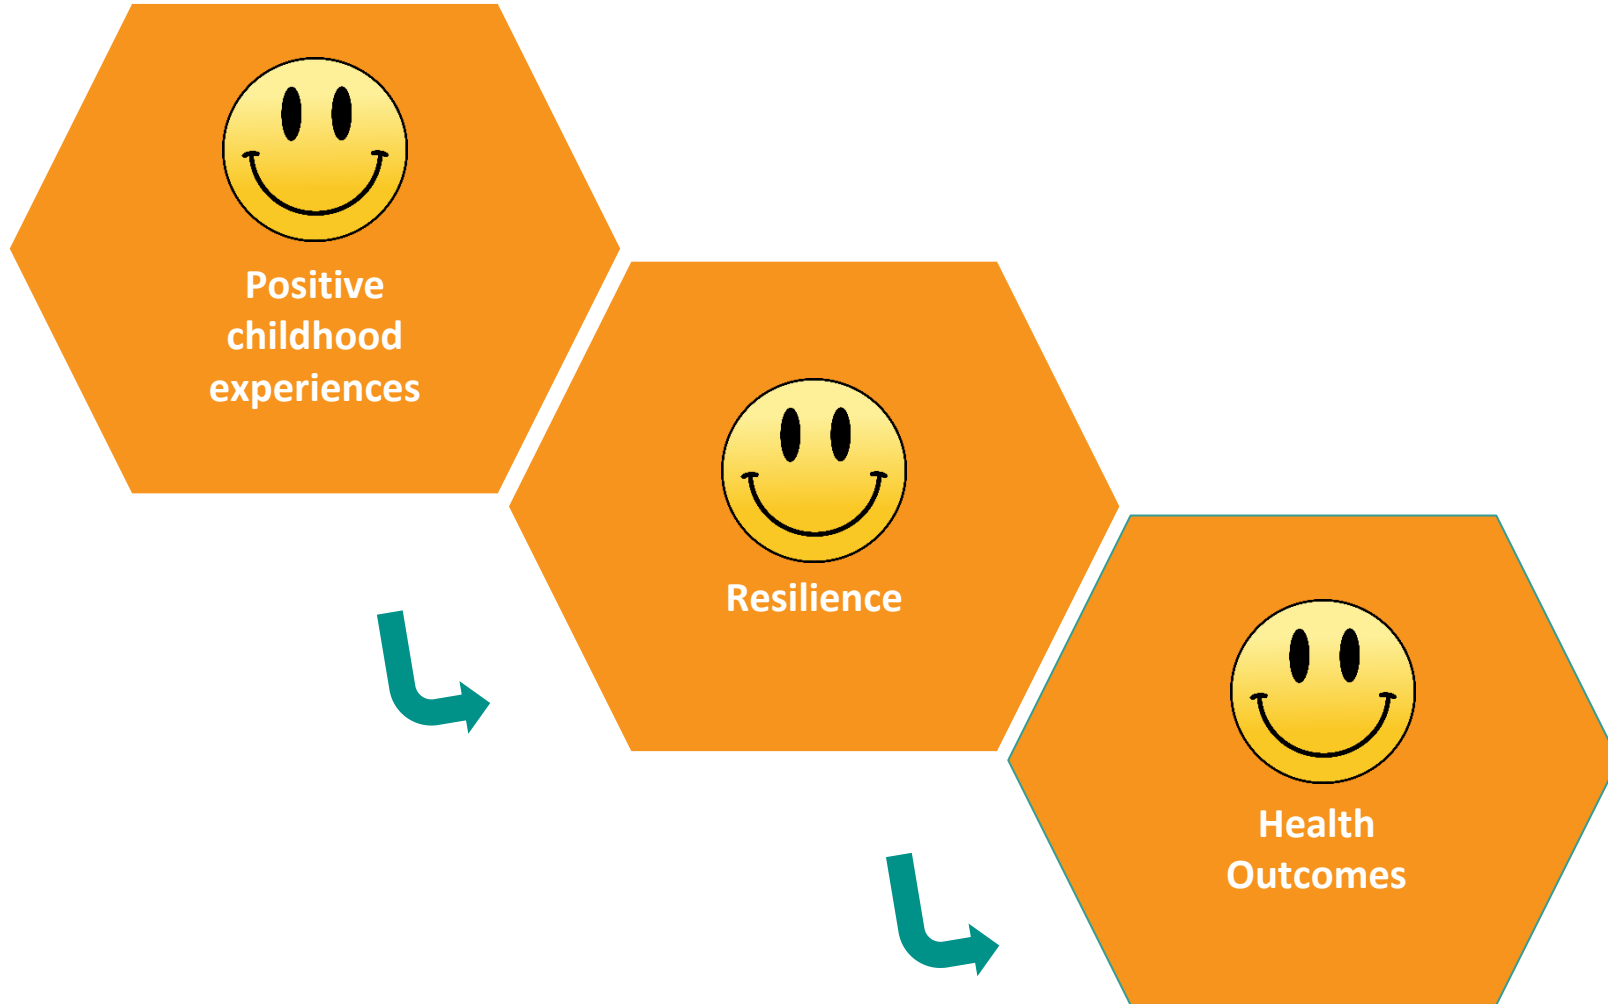 Positive
childhood
experiences
Resilience
Health
Outcomes